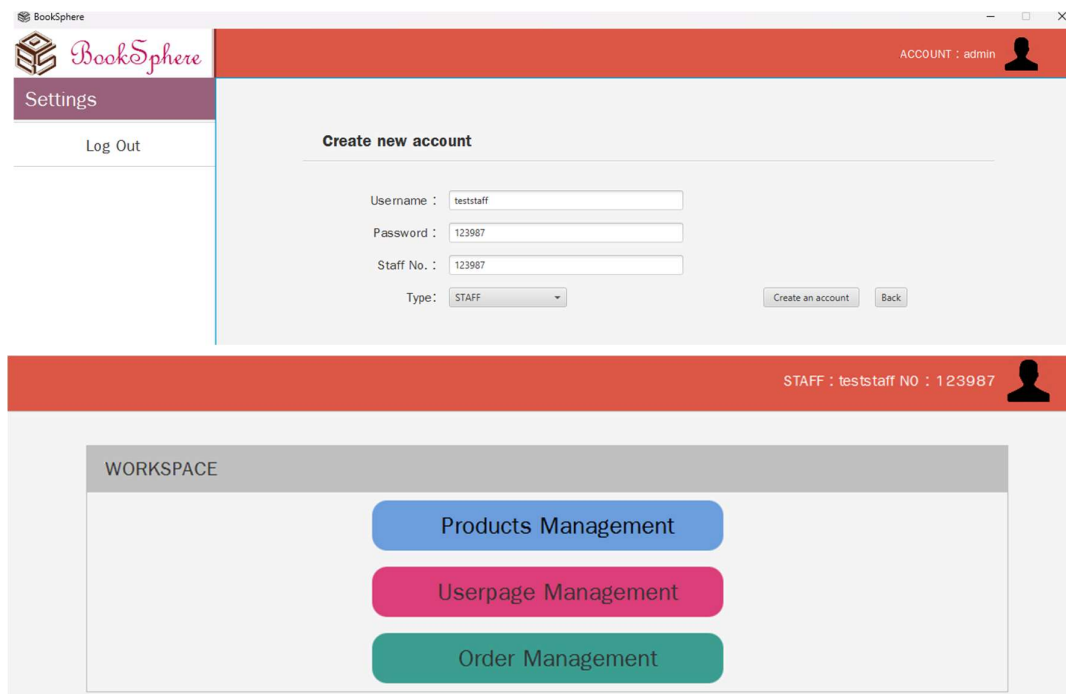 BookSphere
BookSphere
ACCOUNT : admin
Settings
Log Out
Create new account
Username :
teststaff
Password :
123987
Staff No. :
123987
Type:
STAFF
Create an account
Back
STAFF : teststaff NO : 123987
WORKSPACE
Products Management
Userpage Management
Order Management